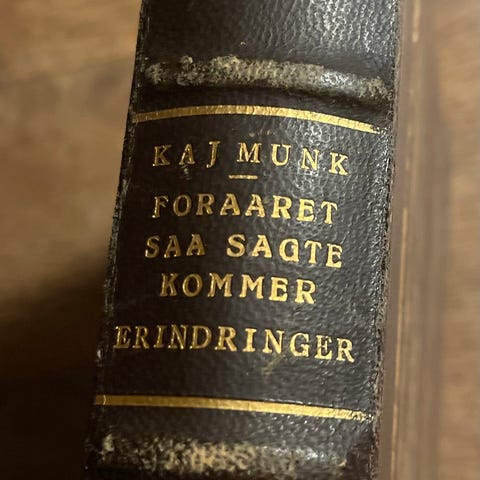 KAJ MUNK
FORAARET
SAA SAGTE
KOMMER
ERINDRINGER